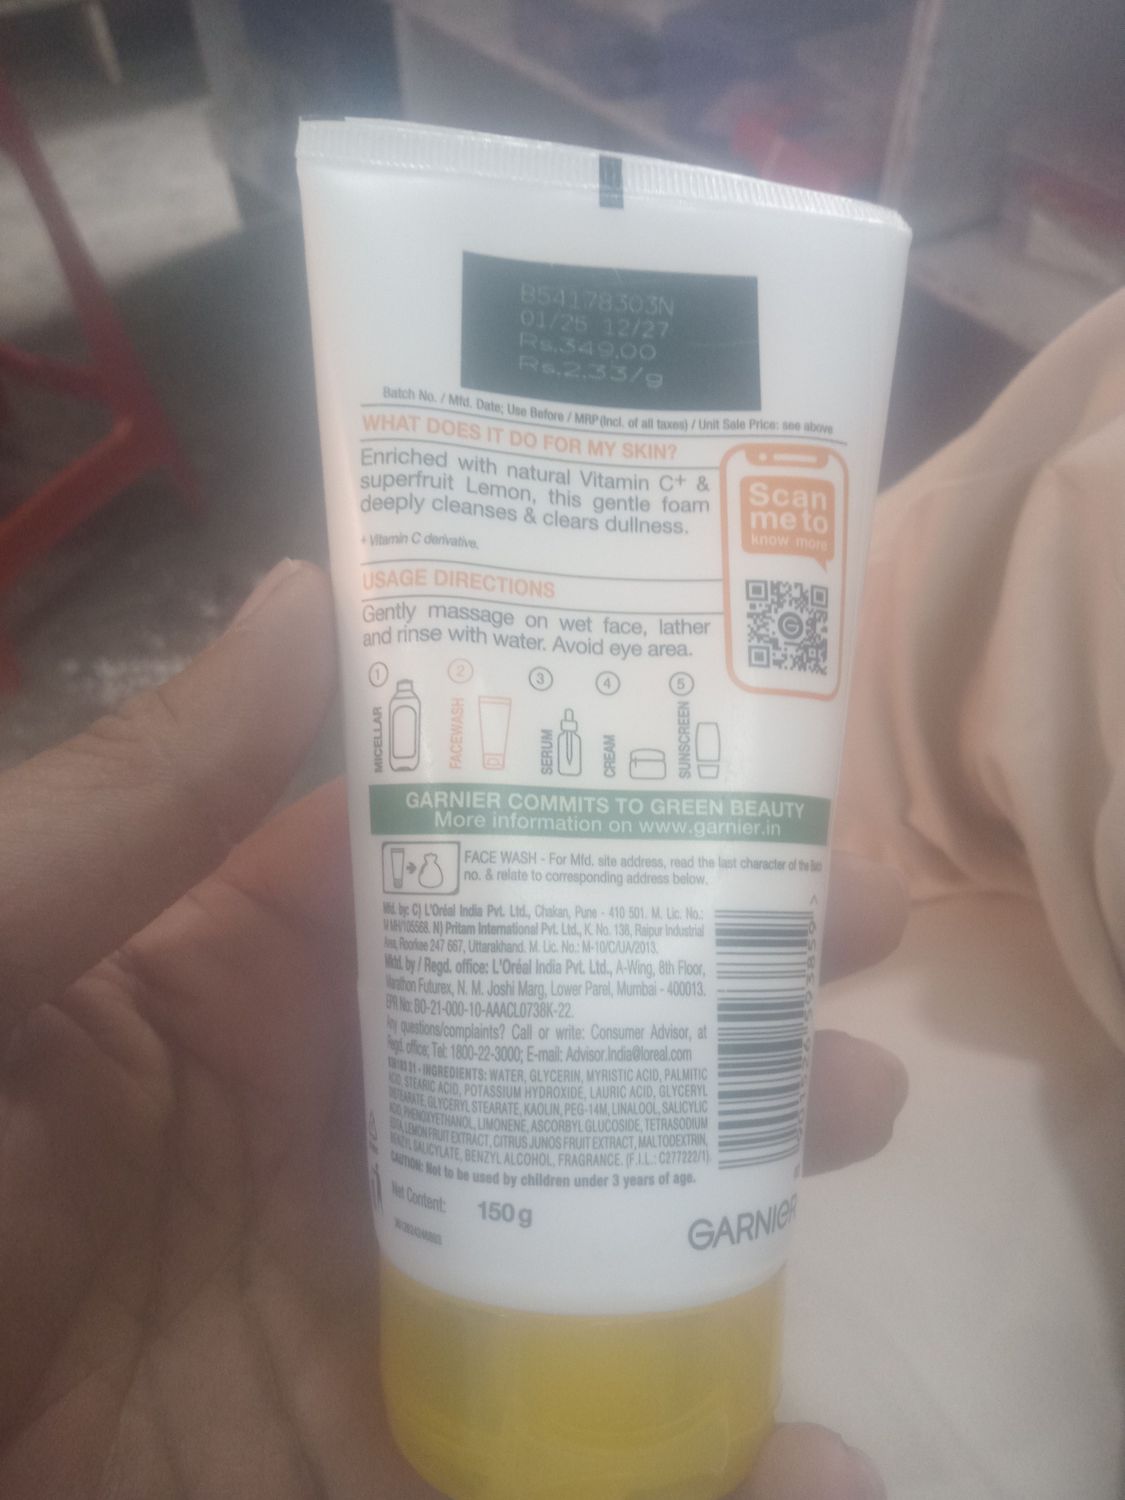 B54178303N
01/25 12/27
Rs.349.00
Rs.2.33/g
Batch No. / Mfd. Date; Use Before / MRP (Incl. of all taxes) / Unit Sale Price: see above
WHAT DOES IT DO FOR MY SKIN?
Enriched with natural Vitamin C+ &
superfruit Lemon, this gentle foam
deeply cleanses & clears dullness.
+ Vitamin C derivative.
Scan
me to
know more
USAGE DIRECTIONS
Gently massage on wet face, lather
and rinse with water. Avoid eye area.
1 2 3 4 5
MICELLAR
FACEWASH
SERUM
CREAM
SUNSCREEN
GARNIER COMMITS TO GREEN BEAUTY
More information on www.garnier.in
FACE WASH - For Mfd. site address, read the last character of the Batch
no. & relate to corresponding address below.
Mfd. by: C) L'Oréal India Pvt. Ltd., Chakan, Pune - 410 501. M. Lic. No.:
N) Pritam International Pvt. Ltd., K. No. 138, Raipur Industrial
Area, Roorkee 247 667, Uttarakhand. M. Lic. No.: M-10/C/UA/2013.
Mktd. by / Regd. office: L'Oréal India Pvt. Ltd., A-Wing, 8th Floor,
Marathon Futurex, N. M. Joshi Marg, Lower Parel, Mumbai - 400013.
EPR No: BO-21-000-10-AAACL0738K-22.
Any questions/complaints? Call or write: Consumer Advisor, at
Regd. office; Tel: 1800-22-3000; E-mail: Advisor.India@loreal.com
INGREDIENTS: WATER, GLYCERIN, MYRISTIC ACID, PALMITIC
ACID, STEARIC ACID, POTASSIUM HYDROXIDE, LAURIC ACID, GLYCERYL
DISTEARATE, GLYCERYL STEARATE, KAOLIN, PEG-14M, LINALOOL, SALICYLIC
ACID, PHENOXYETHANOL, LIMONENE, ASCORBYL GLUCOSIDE, TETRASODIUM
EDTA, LEMON FRUIT EXTRACT, CITRUS JUNOS FRUIT EXTRACT, MALTODEXTRIN,
BENZYL SALICYLATE, BENZYL ALCOHOL, FRAGRANCE. (F.I.L.: C277222/1).
CAUTION: Not to be used by children under 3 years of age.
Net Content: 150 g
GARNIER